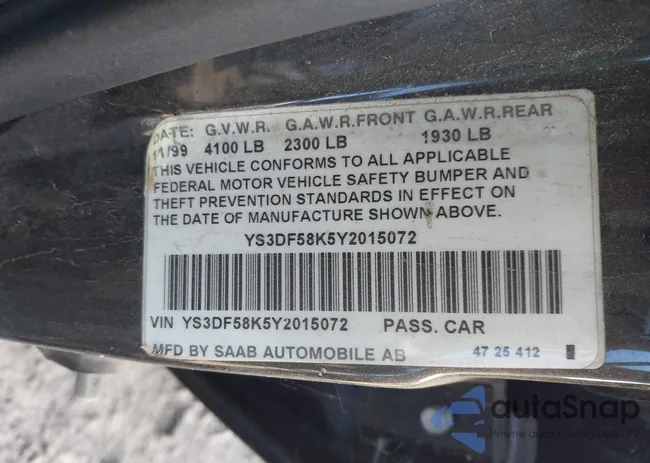 DATE: G.V.W.R. G.A.W.R.FRONT G.A.W.R.REAR
11/99 4100 LB 2300 LB 1930 LB
THIS VEHICLE CONFORMS TO ALL APPLICABLE
FEDERAL MOTOR VEHICLE SAFETY BUMPER AND
THEFT PREVENTION STANDARDS IN EFFECT ON
THE DATE OF MANUFACTURE SHOWN ABOVE.
YS3DF58K5Y2015072
VIN YS3DF58K5Y2015072 PASS. CAR
MFD BY SAAB AUTOMOBILE AB 47 25 412
autoSnap
Pewne auta